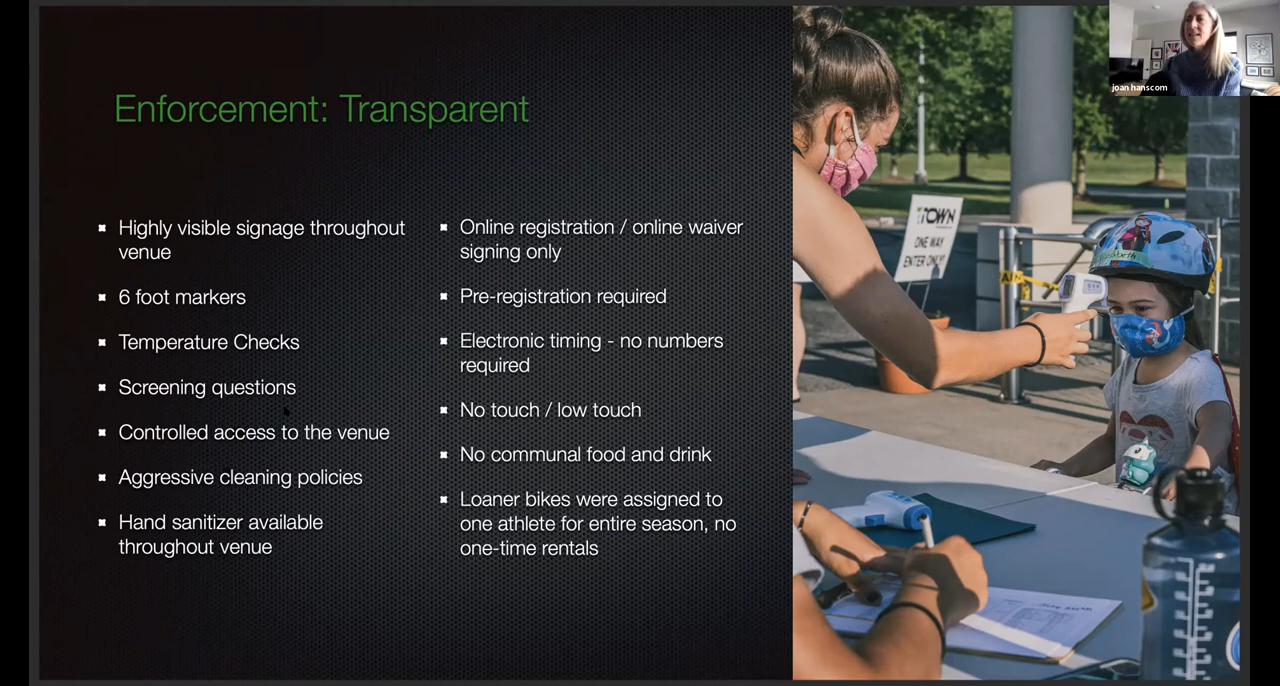 Enforcement: Transparent
Highly visible signage throughout
venue
6 foot markers
Temperature Checks
Screening questions
Controlled access to the venue
Aggressive cleaning policies
Hand sanitizer available
throughout venue
Online registration / online waiver
signing only
Pre-registration required
Electronic timing - no numbers
required
No touch / low touch
No communal food and drink
Loaner bikes were assigned to
one athlete for entire season, no
one-time rentals
joan hanscom
TOWN
ONE WAY
ENTER ONLY!